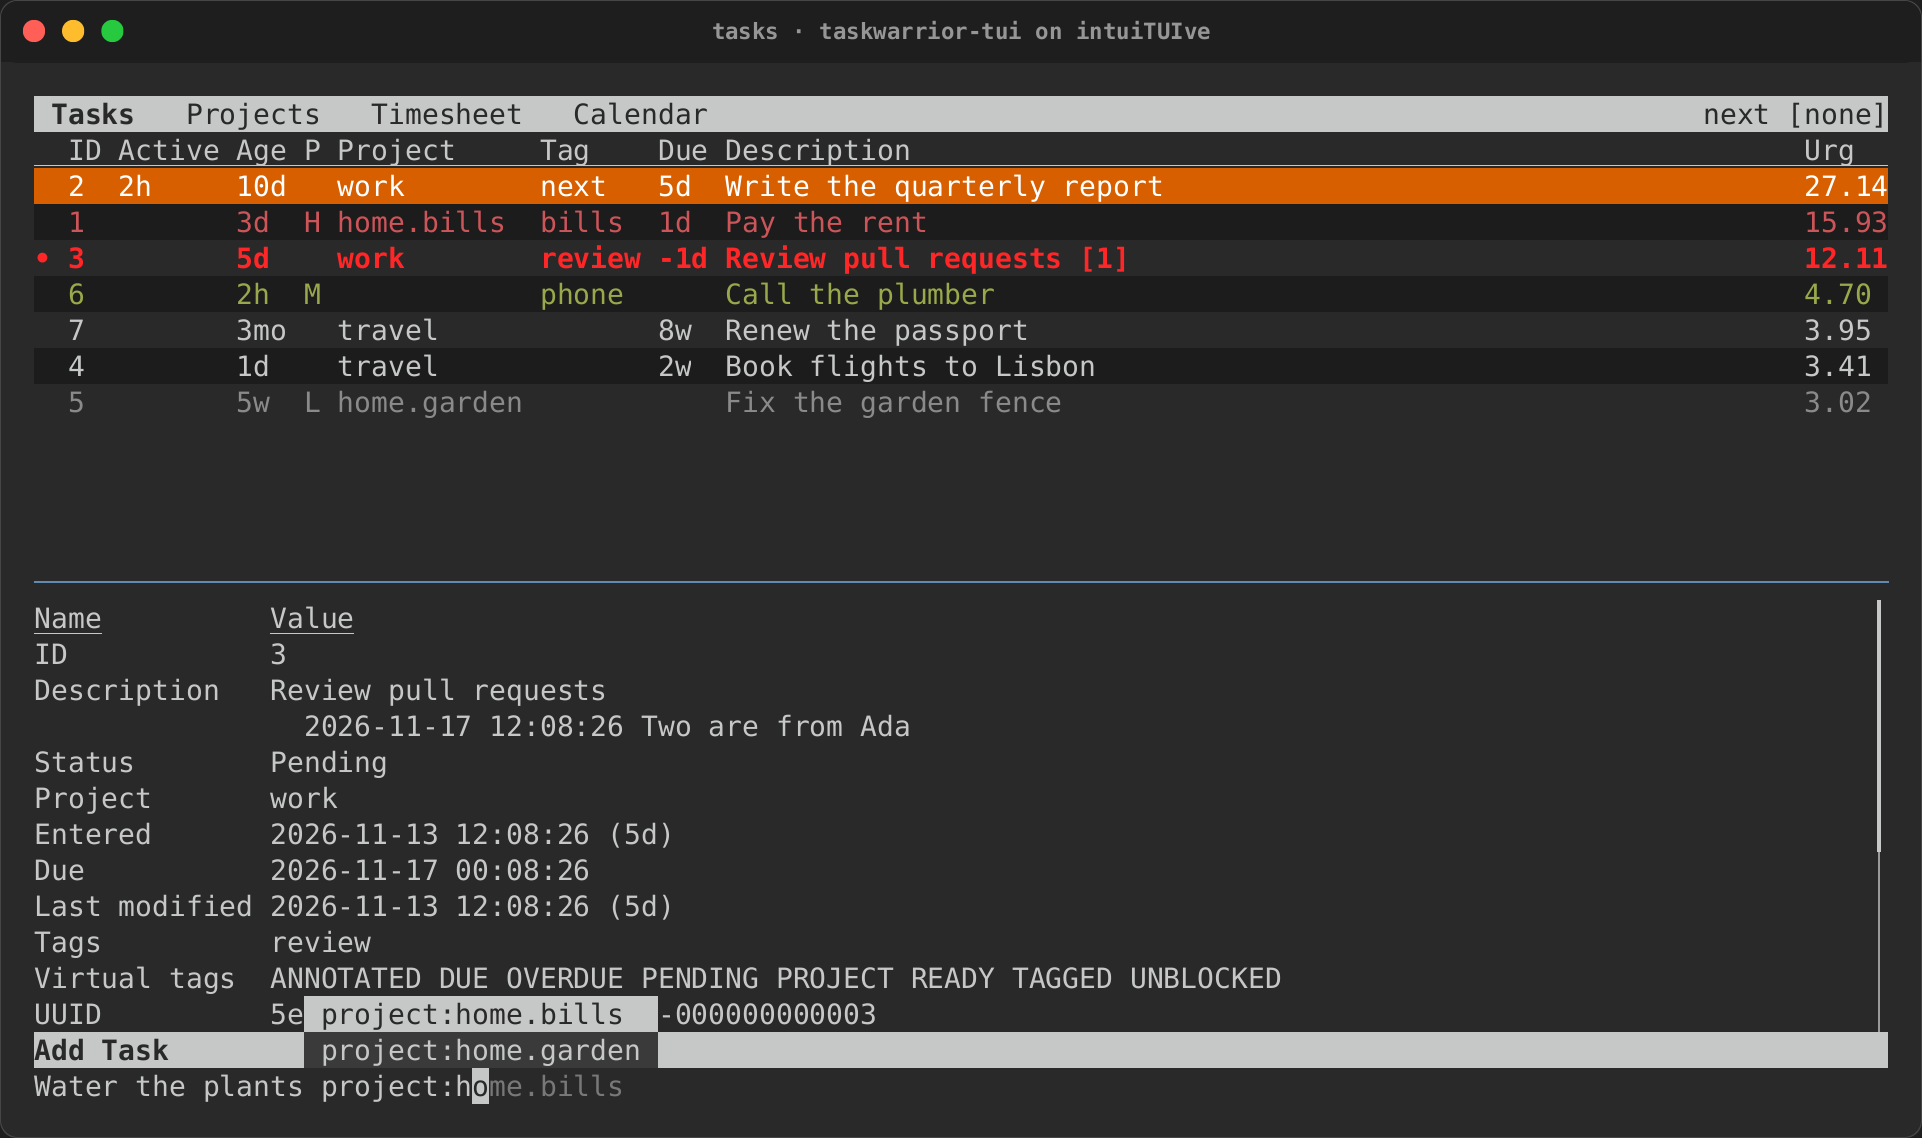 tasks · taskwarrior-tui on intuiTUIve
Tasks Projects Timesheet Calendar next [none]
ID Active Age P Project Tag Due Description Urg
2 2h 10d work next 5d Write the quarterly report 27.14
1 3d H home.bills bills 1d Pay the rent 15.93
• 3 5d work review -1d Review pull requests [1] 12.11
6 2h M phone Call the plumber 4.70
7 3mo travel 8w Renew the passport 3.95
4 1d travel 2w Book flights to Lisbon 3.41
5 5w L home.garden Fix the garden fence 3.02
Name Value
ID 3
Description Review pull requests
2026-11-17 12:08:26 Two are from Ada
Status Pending
Project work
Entered 2026-11-13 12:08:26 (5d)
Due 2026-11-17 00:08:26
Last modified 2026-11-13 12:08:26 (5d)
Tags review
Virtual tags ANNOTATED DUE OVERDUE PENDING PROJECT READY TAGGED UNBLOCKED
UUID 5e project:home.bills -000000000003
Add Task project:home.garden
Water the plants project:home.bills